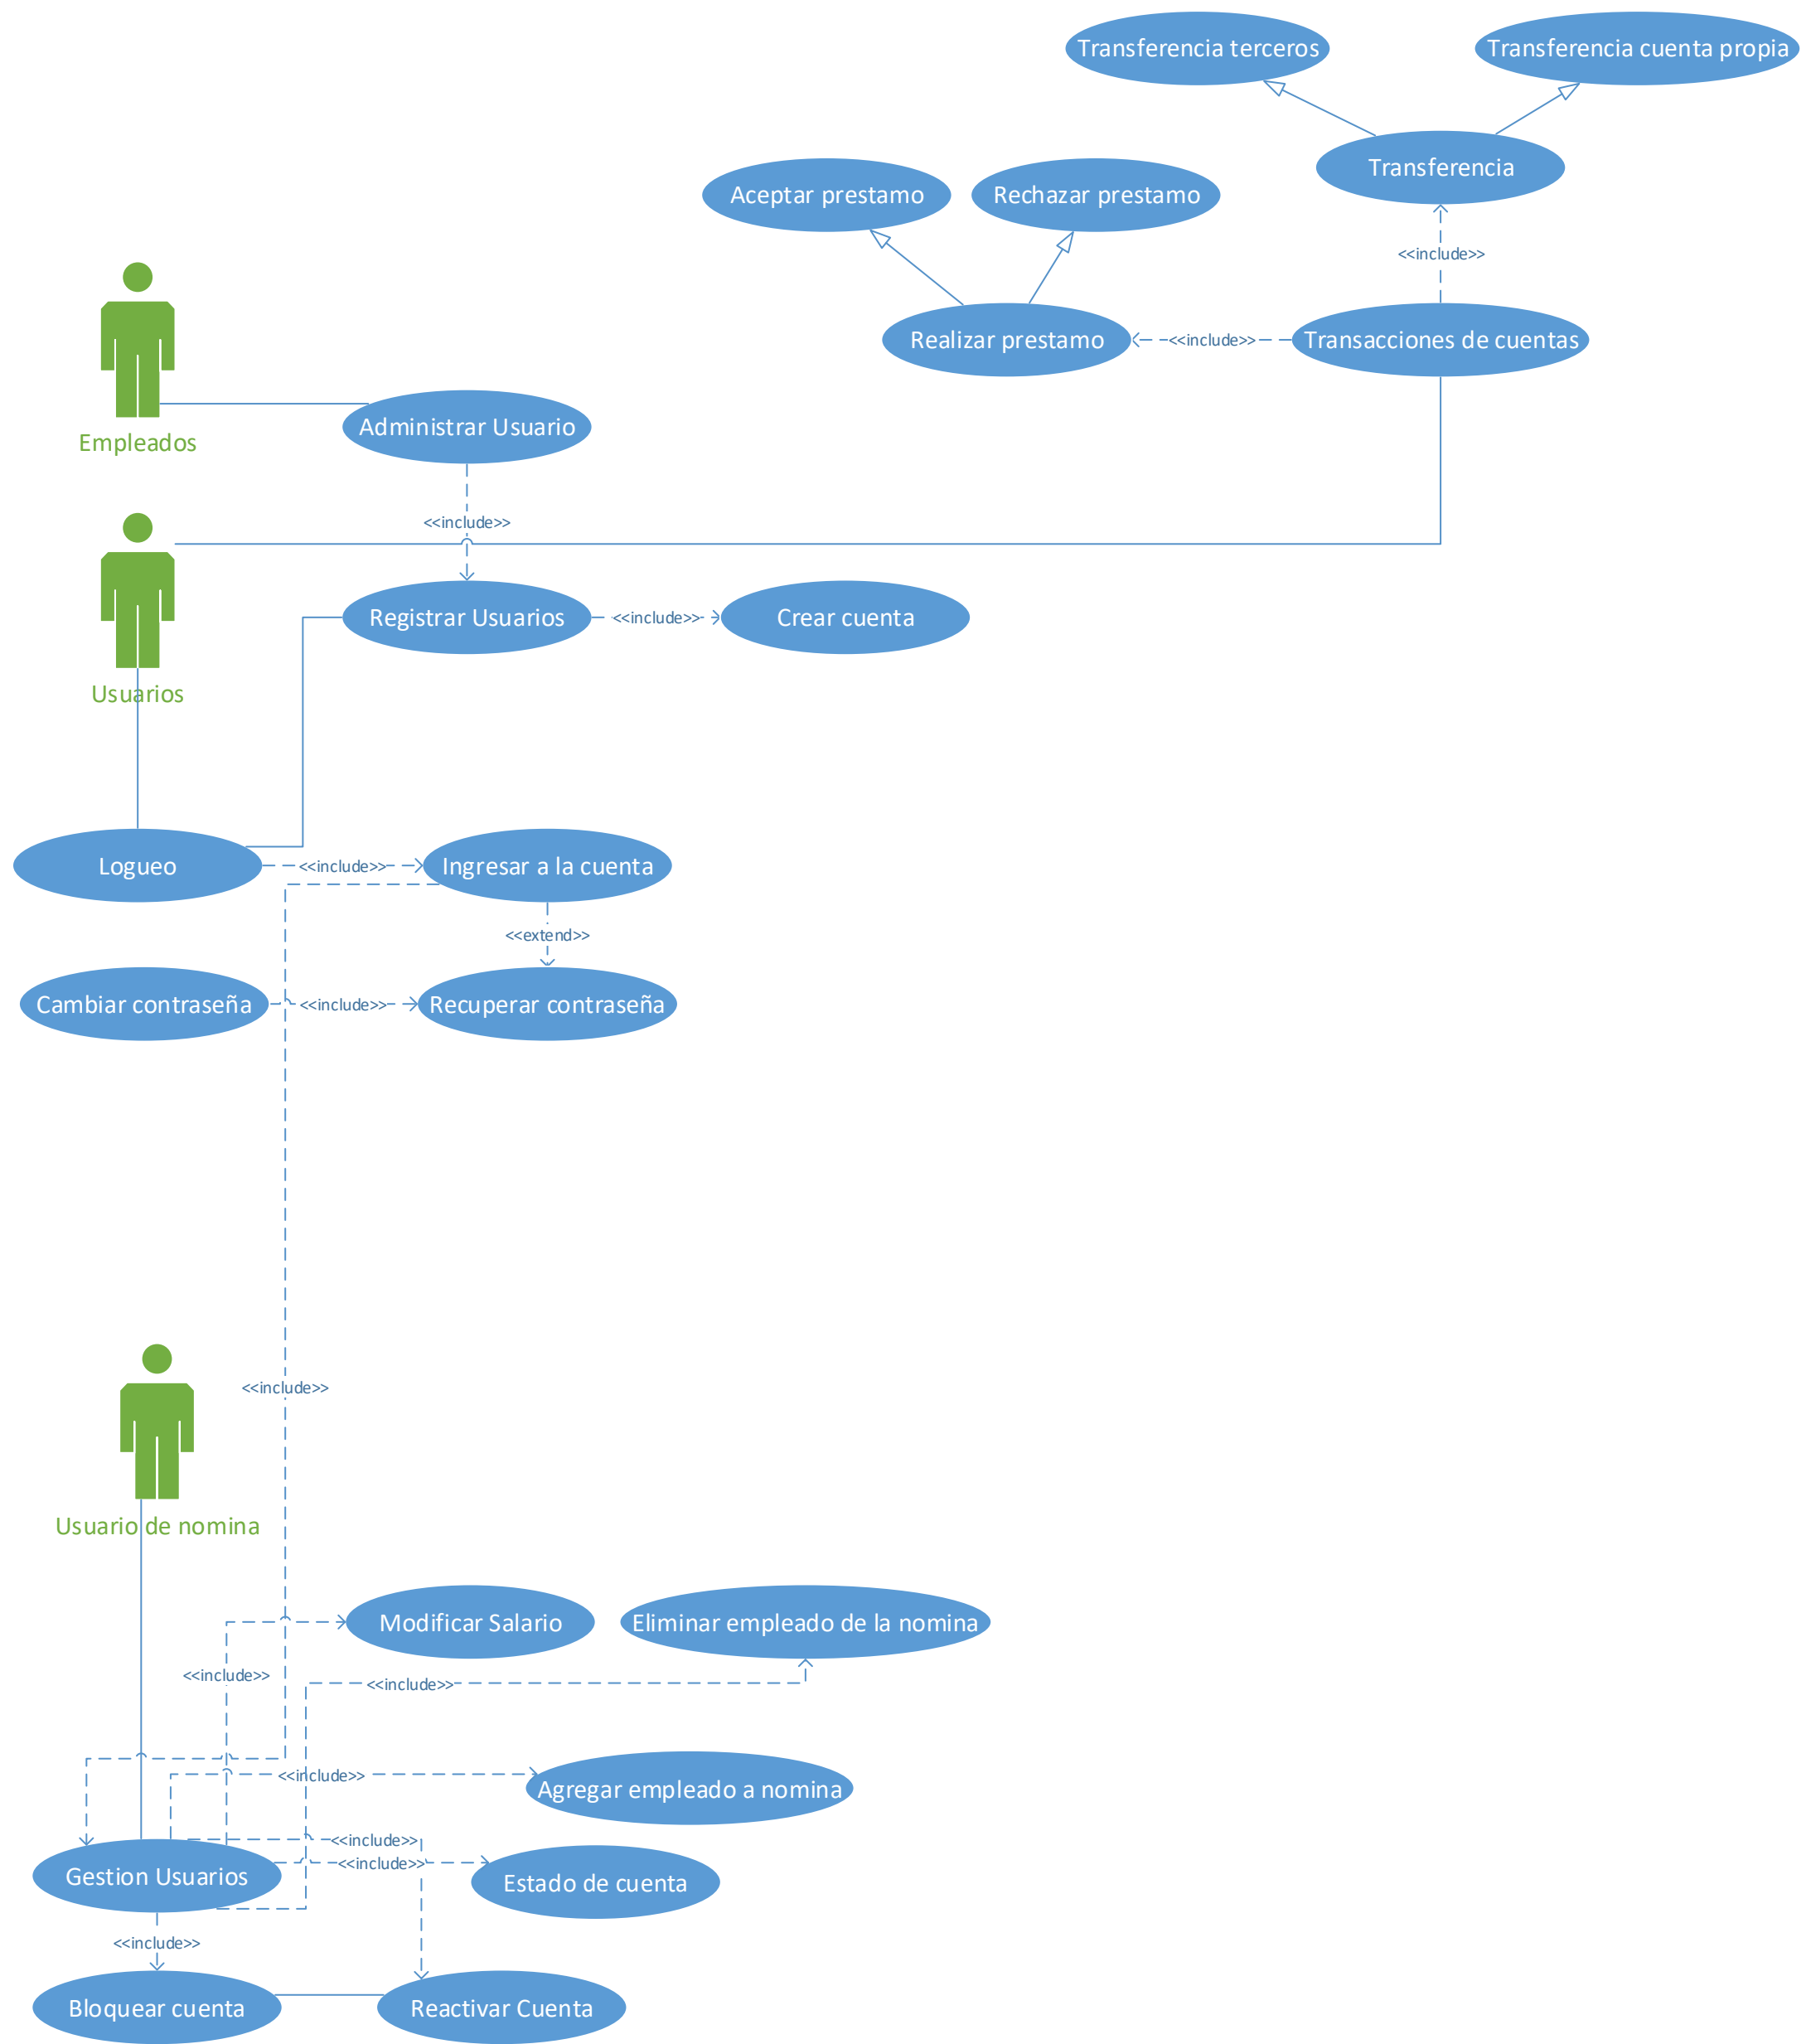 Transferencia terceros
Transferencia cuenta propia
Transferencia
Aceptar prestamo
Rechazar prestamo
<<include>>
Realizar prestamo
<<include>>
Transacciones de cuentas
Administrar Usuario
Empleados
<<include>>
Registrar Usuarios
<<include>>
Crear cuenta
Usuarios
Logueo
<<include>>
Ingresar a la cuenta
<<extend>>
Cambiar contraseña
<<include>>
Recuperar contraseña
<<include>>
Usuario de nomina
Modificar Salario
Eliminar empleado de la nomina
<<include>>
<<include>>
<<include>>
Agregar empleado a nomina
<<include>>
<<include>>
Gestion Usuarios
Estado de cuenta
<<include>>
Bloquear cuenta
Reactivar Cuenta